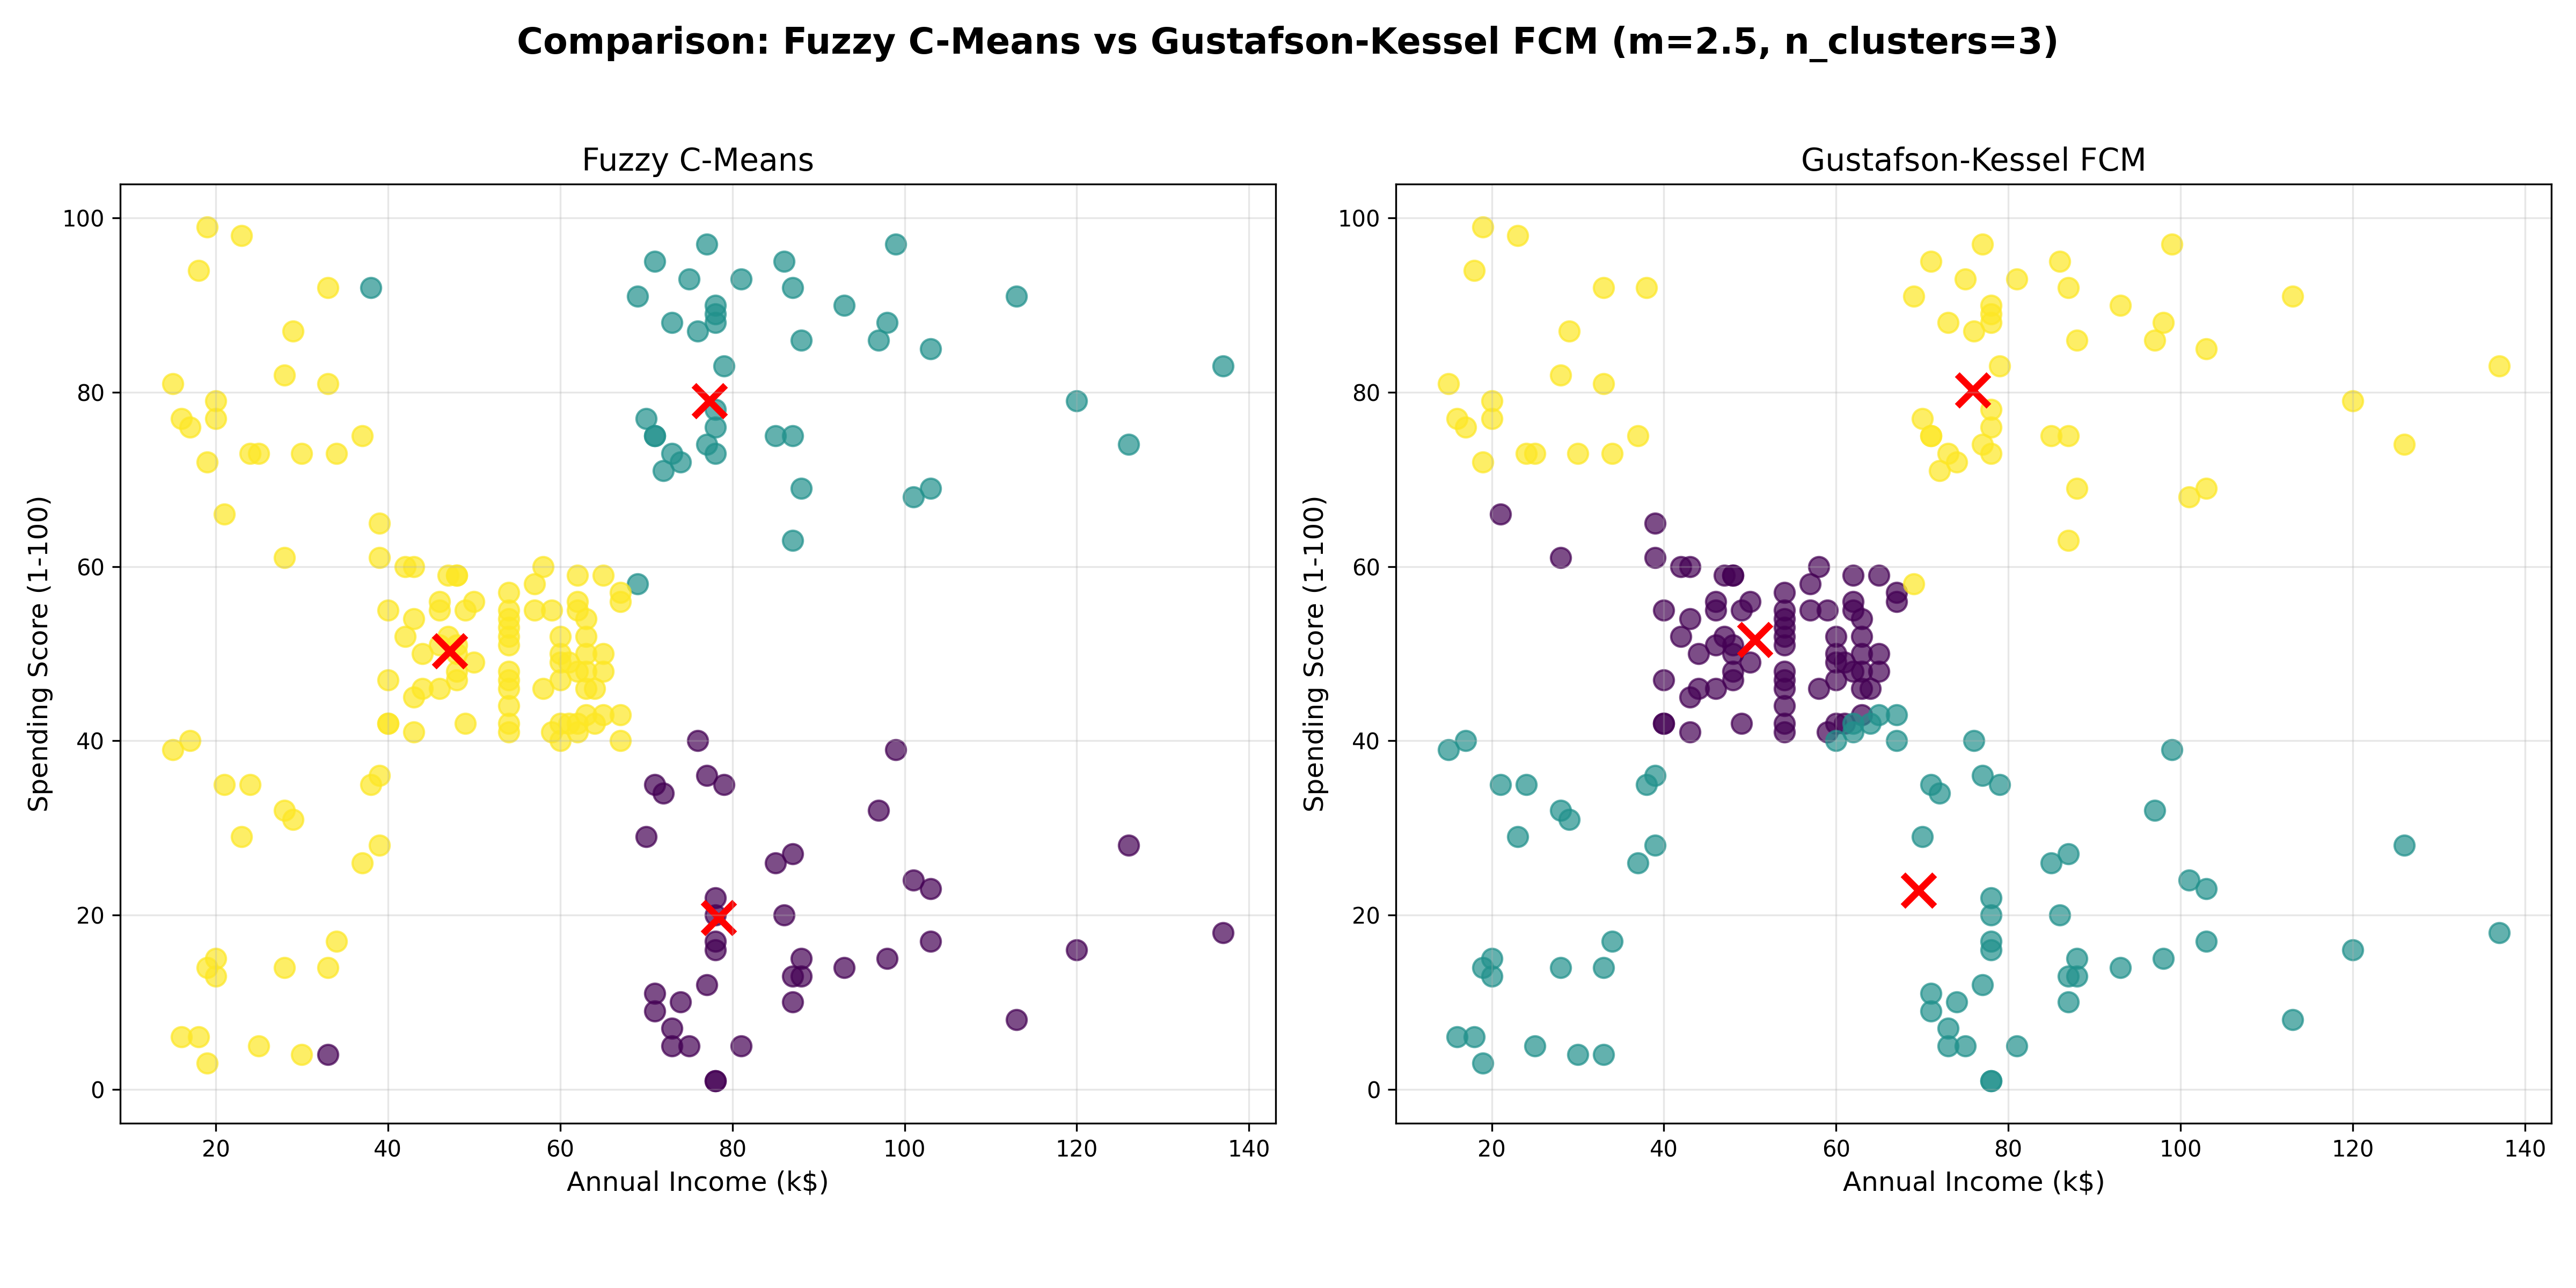 Comparison: Fuzzy C-Means vs Gustafson-Kessel FCM (m=2.5, n_clusters=3)
Fuzzy C-Means
Spending Score (1-100)
100
80
60
40
20
0
20 40 60 80 100 120 140
Annual Income (k$)
Gustafson-Kessel FCM
Spending Score (1-100)
100
80
60
40
20
0
20 40 60 80 100 120 140
Annual Income (k$)